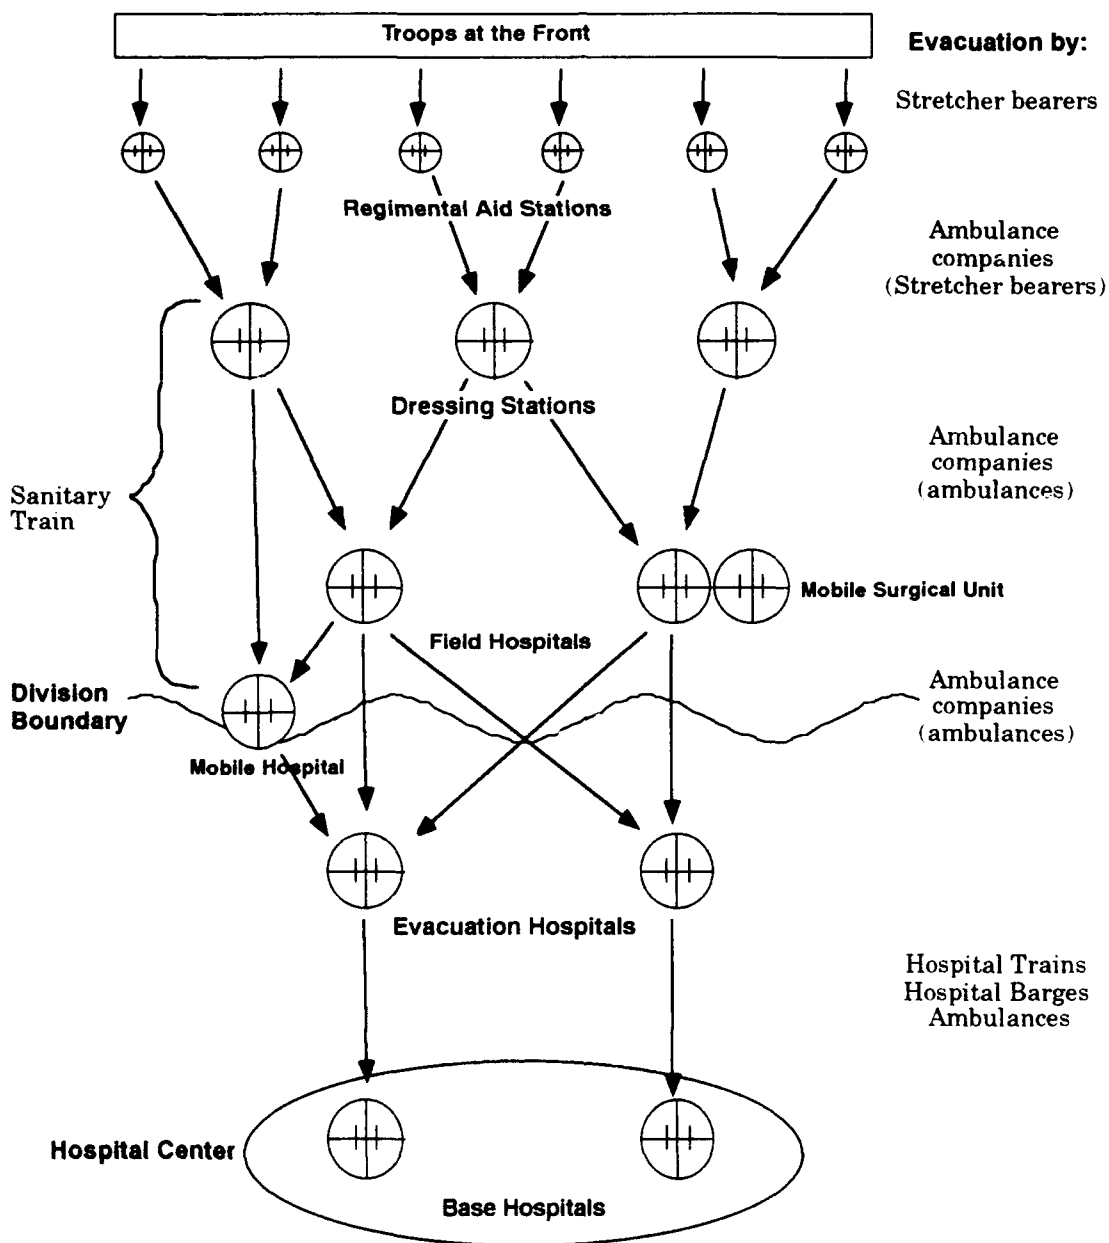 Troops at the Front
Evacuation by:
Stretcher bearers
Regimental Aid Stations
Ambulance
companies
(Stretcher bearers)
Dressing Stations
Ambulance
companies
(ambulances)
Sanitary
Train
Mobile Surgical Unit
Field Hospitals
Division
Boundary
Ambulance
companies
(ambulances)
Mobile Hospital
Evacuation Hospitals
Hospital Trains
Hospital Barges
Ambulances
Hospital Center
Base Hospitals